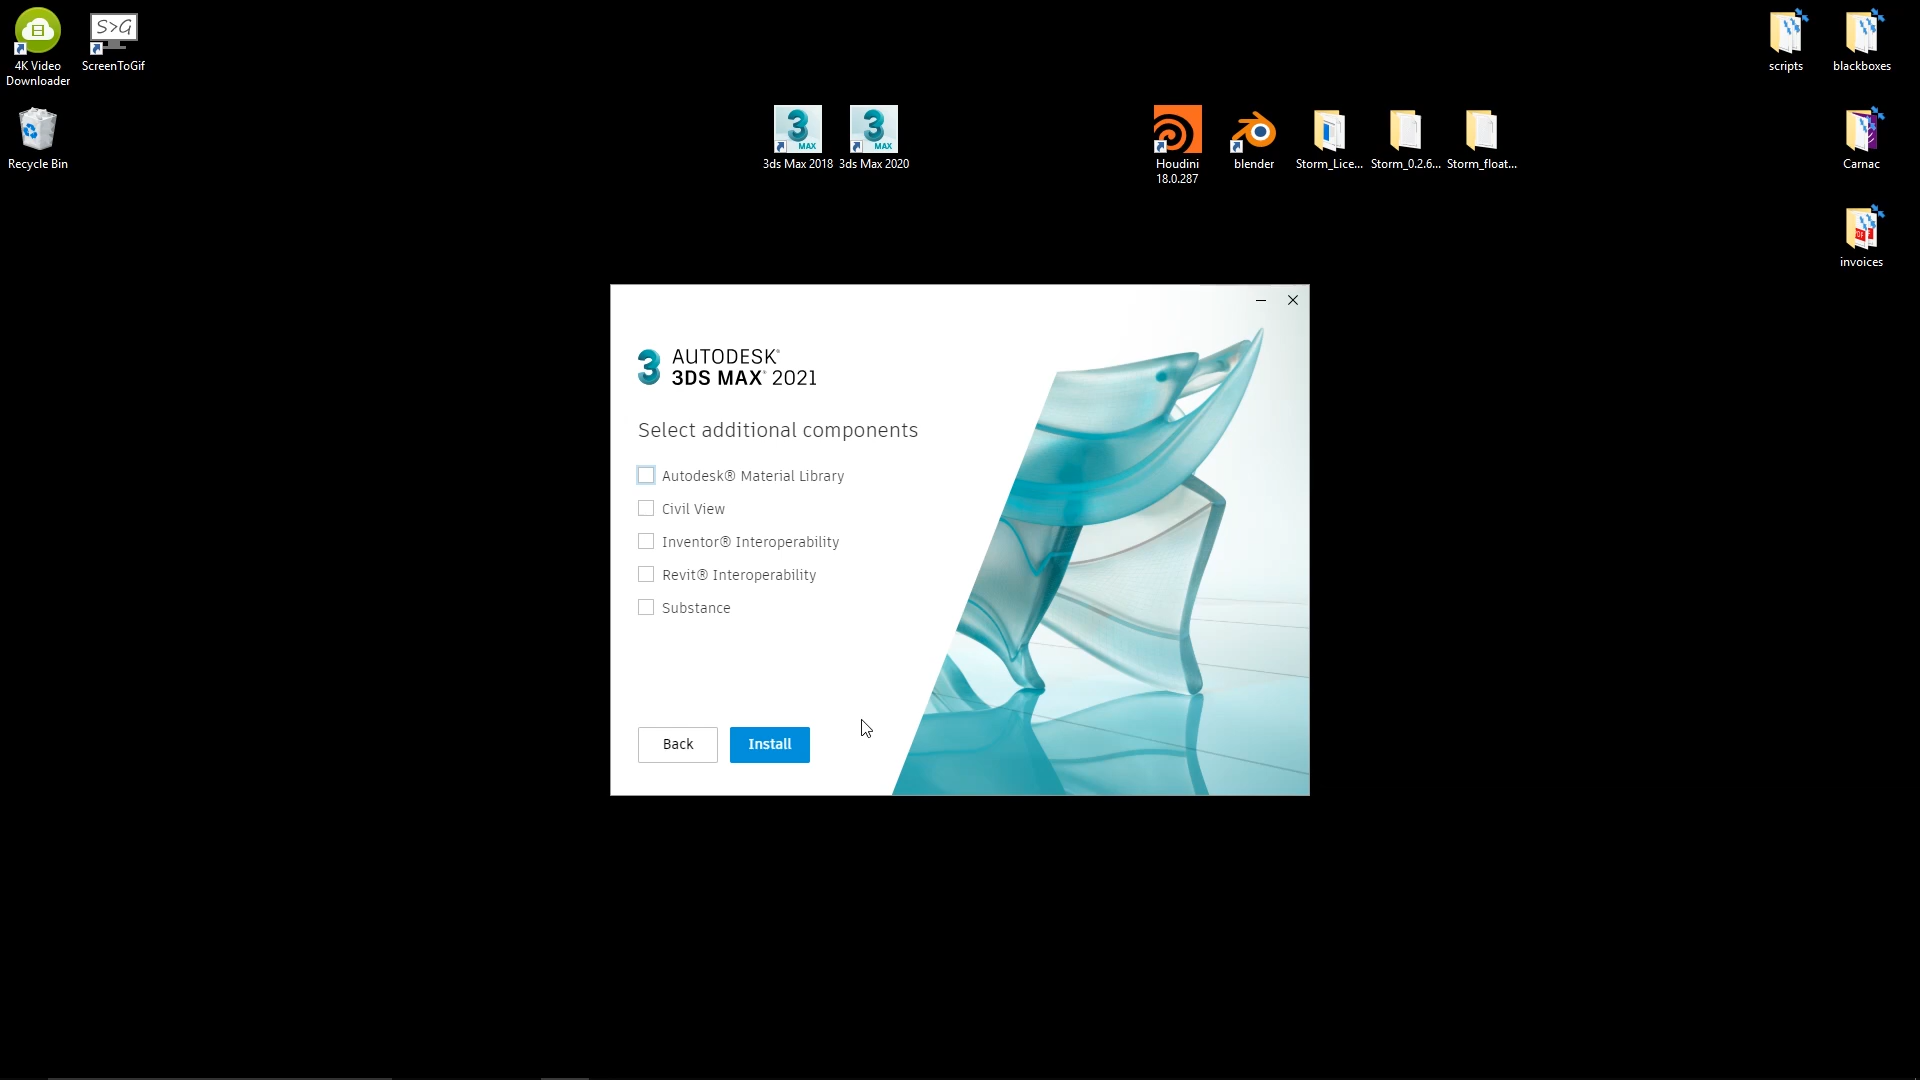 4K Video
Downloader
ScreenToGif
scripts
blackboxes
Recycle Bin
3ds Max 2018
3ds Max 2020
Houdini
18.0.287
blender
Storm_Lice...
Storm_0.2.6...
Storm_float...
Carnac
invoices
AUTODESK®
3DS MAX® 2021
Select additional components
Autodesk® Material Library
Civil View
Inventor® Interoperability
Revit® Interoperability
Substance
Back
Install